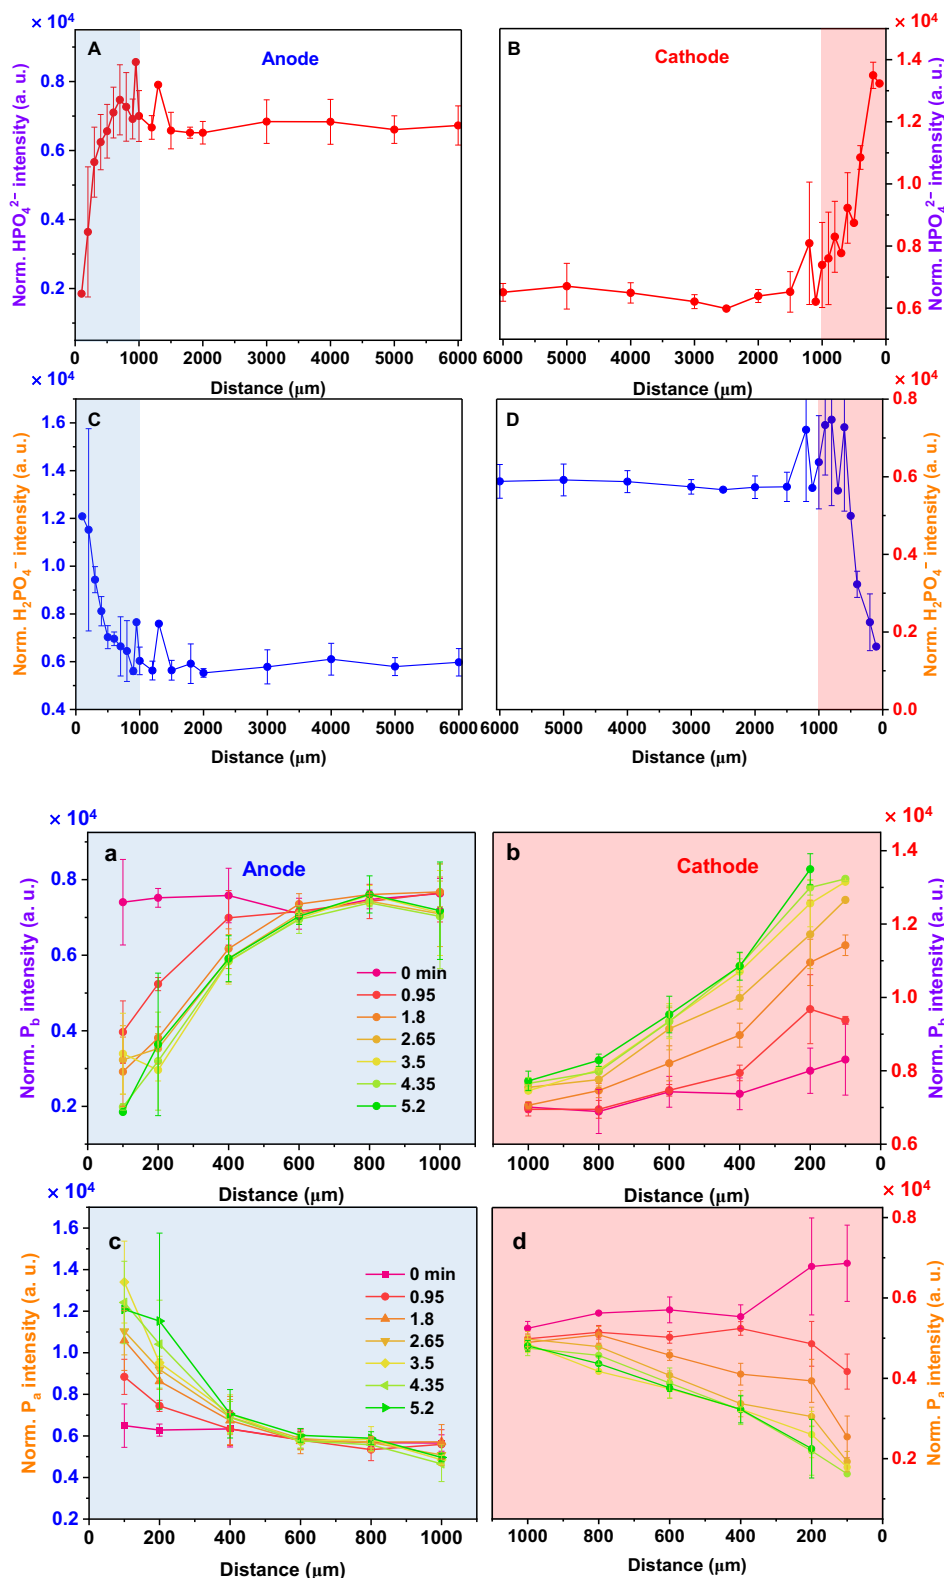 × 10⁴
× 10⁴
A
Anode
0.8
0.6
0.4
0.2
Norm. HPO₄²⁻ intensity (a. u.)
0 1000 2000 3000 4000 5000 6000
Distance (µm)
B
Cathode
1.4
1.2
1.0
0.8
0.6
Norm. HPO₄²⁻ intensity (a. u.)
6000 5000 4000 3000 2000 1000 0
Distance (µm)
× 10⁴
× 10⁴
C
1.6
1.4
1.2
1.0
0.8
0.6
0.4
Norm. H₂PO₄⁻ intensity (a. u.)
0 1000 2000 3000 4000 5000 6000
Distance (µm)
D
0.8
0.6
0.4
0.2
0.0
Norm. H₂PO₄⁻ intensity (a. u.)
6000 5000 4000 3000 2000 1000 0
Distance (µm)
× 10⁴
× 10⁴
a
Anode
0.8
0.6
0.4
0.2
Norm. P_b intensity (a. u.)
0 min
0.95
1.8
2.65
3.5
4.35
5.2
0 200 400 600 800 1000
Distance (µm)
b
Cathode
1.4
1.2
1.0
0.8
0.6
Norm. P_b intensity (a. u.)
1000 800 600 400 200 0
Distance (µm)
× 10⁴
× 10⁴
c
1.6
1.4
1.2
1.0
0.8
0.6
0.4
0.2
Norm. Pₐ intensity (a. u.)
0 min
0.95
1.8
2.65
3.5
4.35
5.2
0 200 400 600 800 1000
Distance (µm)
d
0.8
0.6
0.4
0.2
Norm. Pₐ intensity (a. u.)
1000 800 600 400 200 0
Distance (µm)